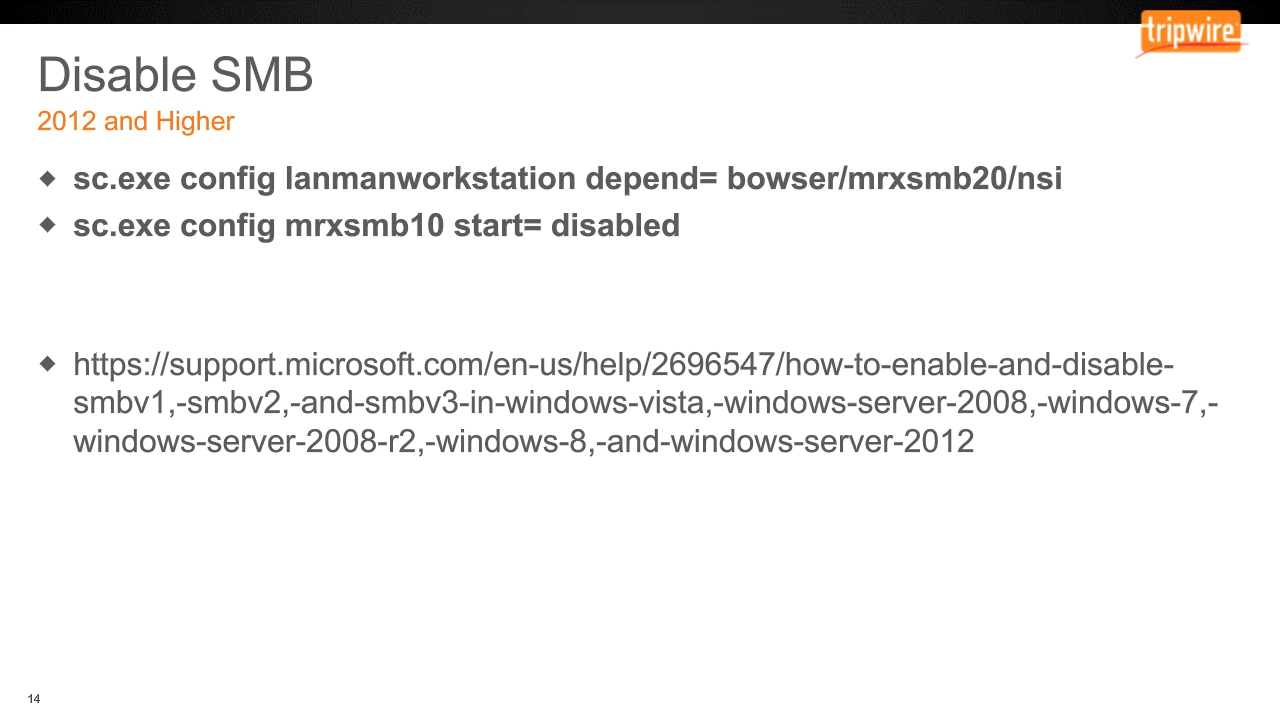 tripwire
Disable SMB
2012 and Higher
sc.exe config lanmanworkstation depend= bowser/mrxsmb20/nsi
sc.exe config mrxsmb10 start= disabled
https://support.microsoft.com/en-us/help/2696547/how-to-enable-and-disable-
smbv1,-smbv2,-and-smbv3-in-windows-vista,-windows-server-2008,-windows-7,-
windows-server-2008-r2,-windows-8,-and-windows-server-2012
14